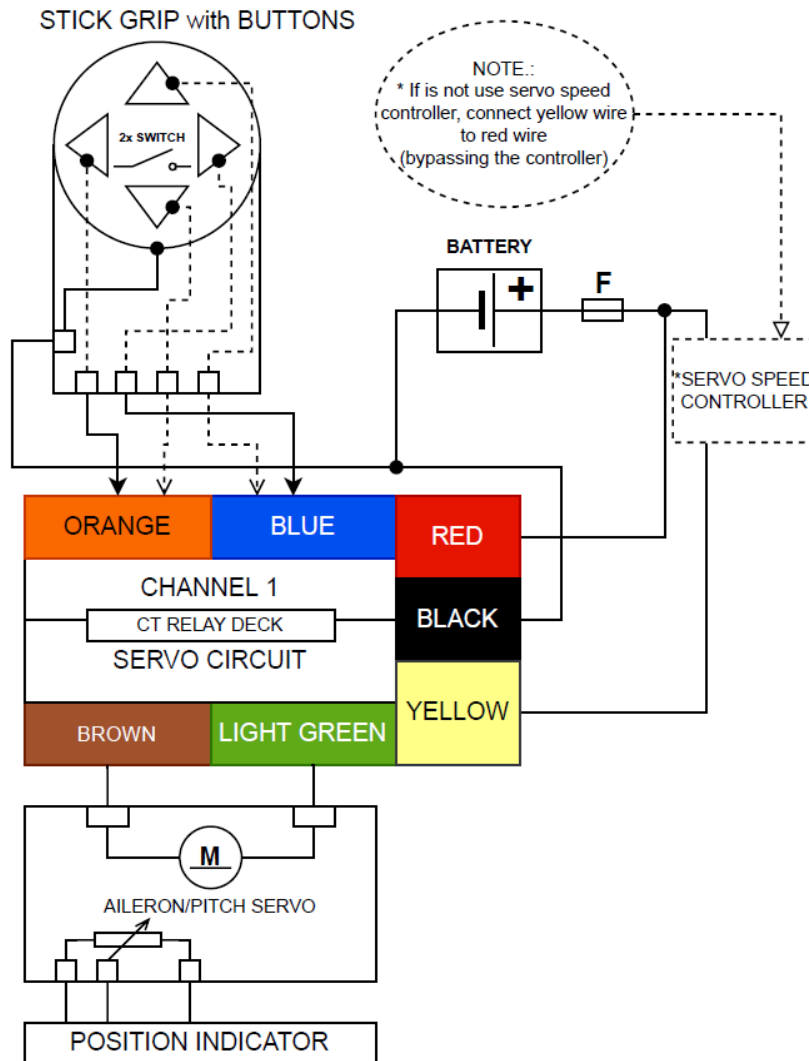 STICK GRIP with BUTTONS
2x SWITCH
NOTE.:
* If is not use servo speed
controller, connect yellow wire
to red wire
(bypassing the controller)
BATTERY
+
F
*SERVO SPEED
CONTROLLER
ORANGE
BLUE
RED
CHANNEL 1
CT RELAY DECK
BLACK
SERVO CIRCUIT
YELLOW
BROWN
LIGHT GREEN
M
AILERON/PITCH SERVO
POSITION INDICATOR